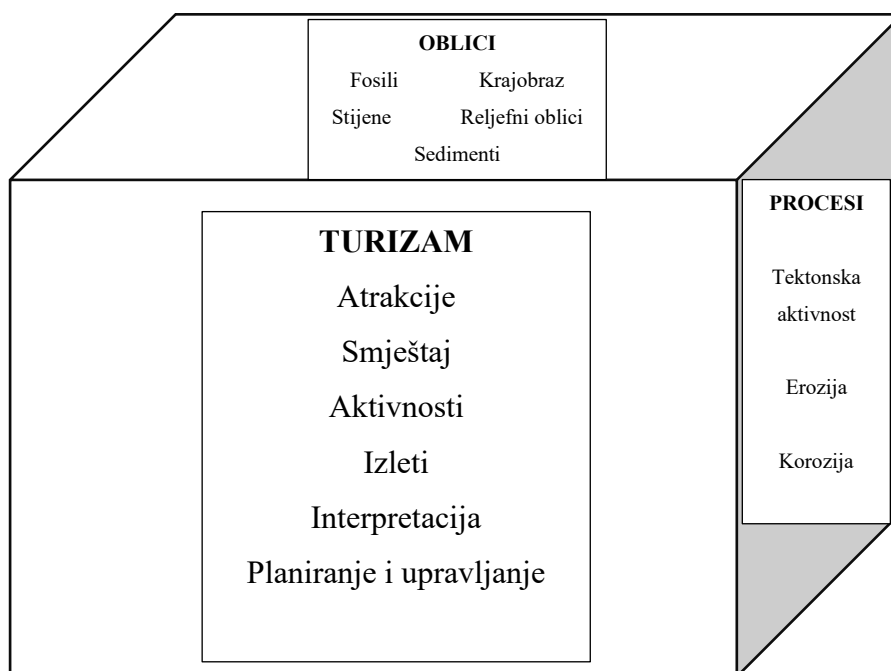 OBLICI
Fosili Krajobraz
Stijene Reljefni oblici
Sedimenti
TURIZAM
Atrakcije
Smještaj
Aktivnosti
Izleti
Interpretacija
Planiranje i upravljanje
PROCESI
Tektonska
aktivnost
Erozija
Korozija